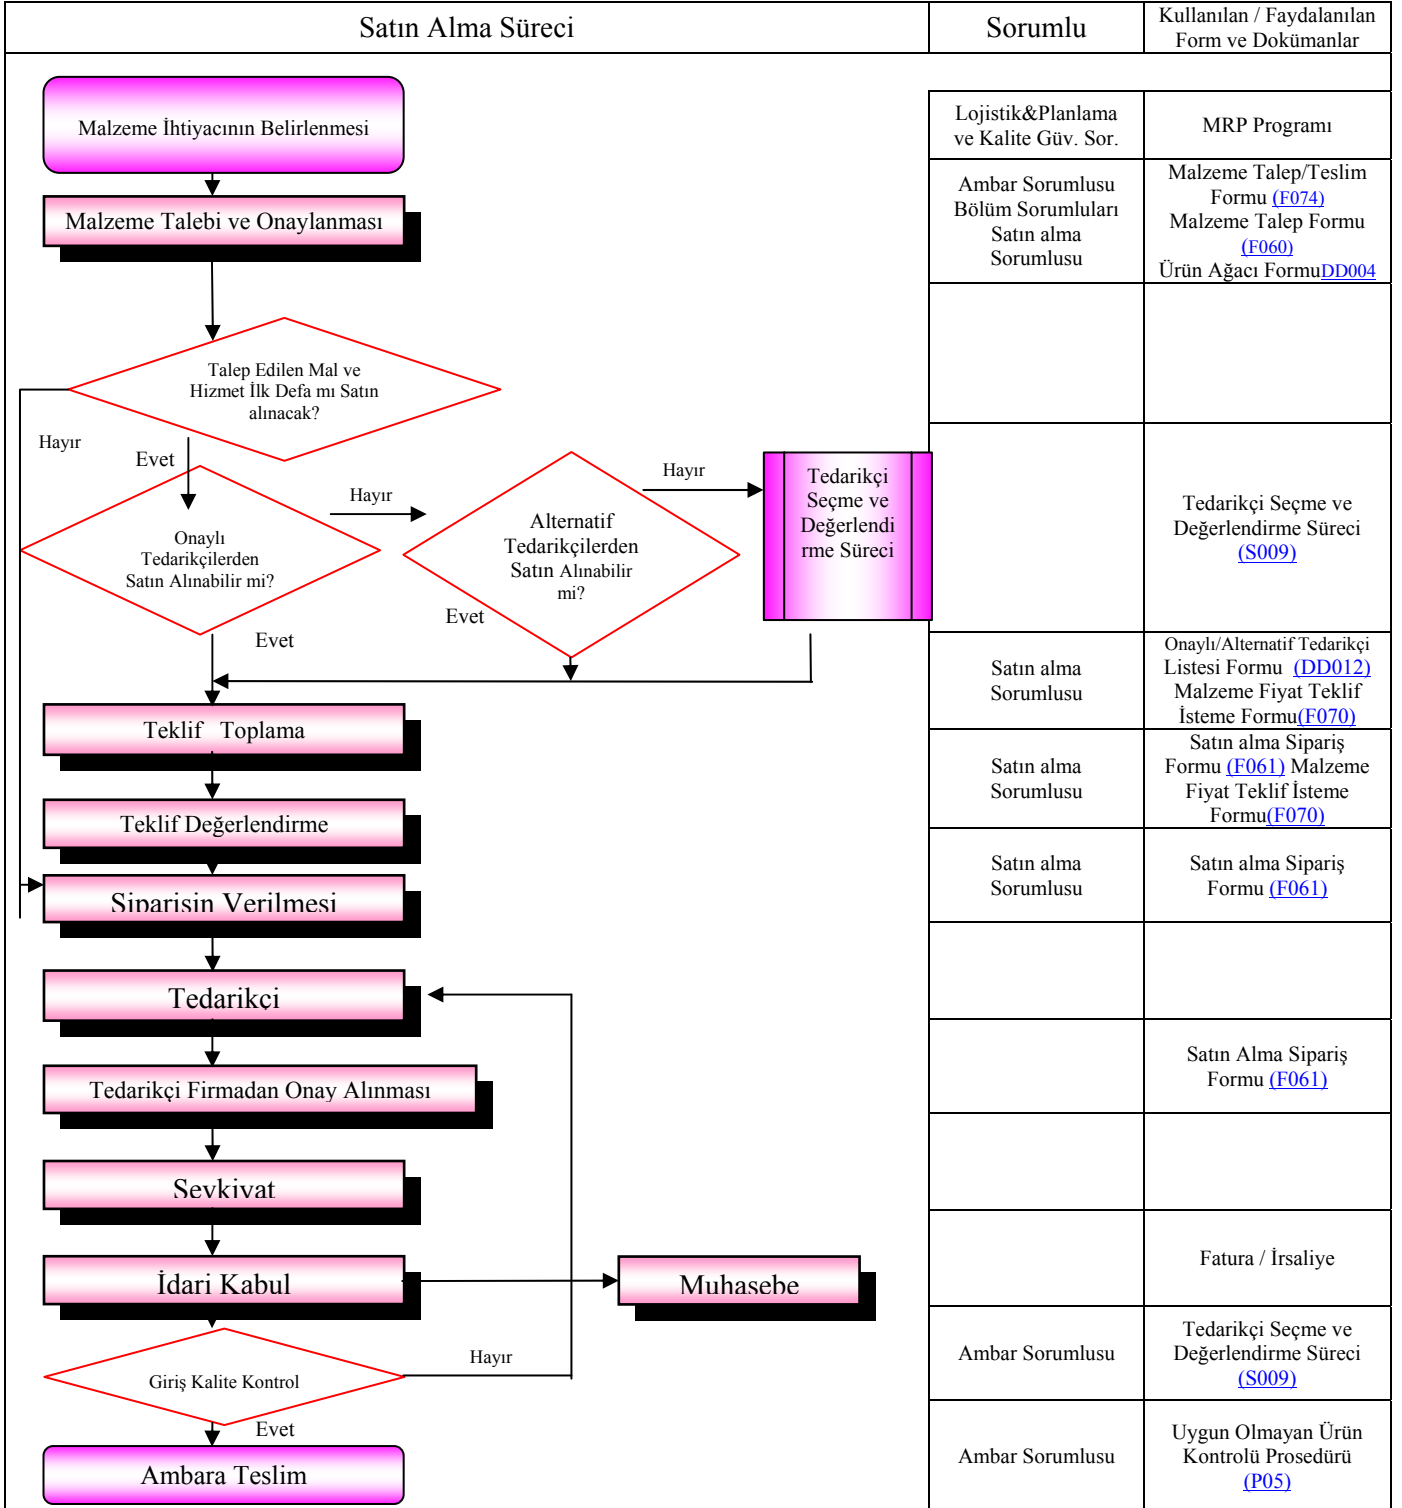 Satın Alma Süreci
Sorumlu
Kullanılan / Faydalanılan
Form ve Dokümanlar
Malzeme İhtiyacının Belirlenmesi
Lojistik&Planlama
ve Kalite Güv. Sor.
MRP Programı
Malzeme Talebi ve Onaylanması
Ambar Sorumlusu
Bölüm Sorumluları
Satın alma
Sorumlusu
Malzeme Talep/Teslim
Formu (F074)
Malzeme Talep Formu
(F060)
Ürün Ağacı FormuDD004
Talep Edilen Mal ve
Hizmet İlk Defa mı Satın
alınacak?
Hayır
Evet
Onaylı
Tedarikçilerden
Satın Alınabilir mi?
Hayır
Evet
Alternatif
Tedarikçilerden
Satın Alınabilir
mi?
Hayır
Evet
Tedarikçi
Seçme ve
Değerlendi
rme Süreci
Tedarikçi Seçme ve
Değerlendirme Süreci
(S009)
Satın alma
Sorumlusu
Onaylı/Alternatif Tedarikçi
Listesi Formu (DD012)
Malzeme Fiyat Teklif
İsteme Formu(F070)
Teklif Toplama
Satın alma
Sorumlusu
Satın alma Sipariş
Formu (F061) Malzeme
Fiyat Teklif İsteme
Formu(F070)
Teklif Değerlendirme
Siparişin Verilmesi
Satın alma
Sorumlusu
Satın alma Sipariş
Formu (F061)
Tedarikçi
Tedarikçi Firmadan Onay Alınması
Satın Alma Sipariş
Formu (F061)
Sevkiyat
İdari Kabul
Muhasebe
Fatura / İrsaliye
Giriş Kalite Kontrol
Hayır
Evet
Ambar Sorumlusu
Tedarikçi Seçme ve
Değerlendirme Süreci
(S009)
Ambara Teslim
Ambar Sorumlusu
Uygun Olmayan Ürün
Kontrolü Prosedürü
(P05)